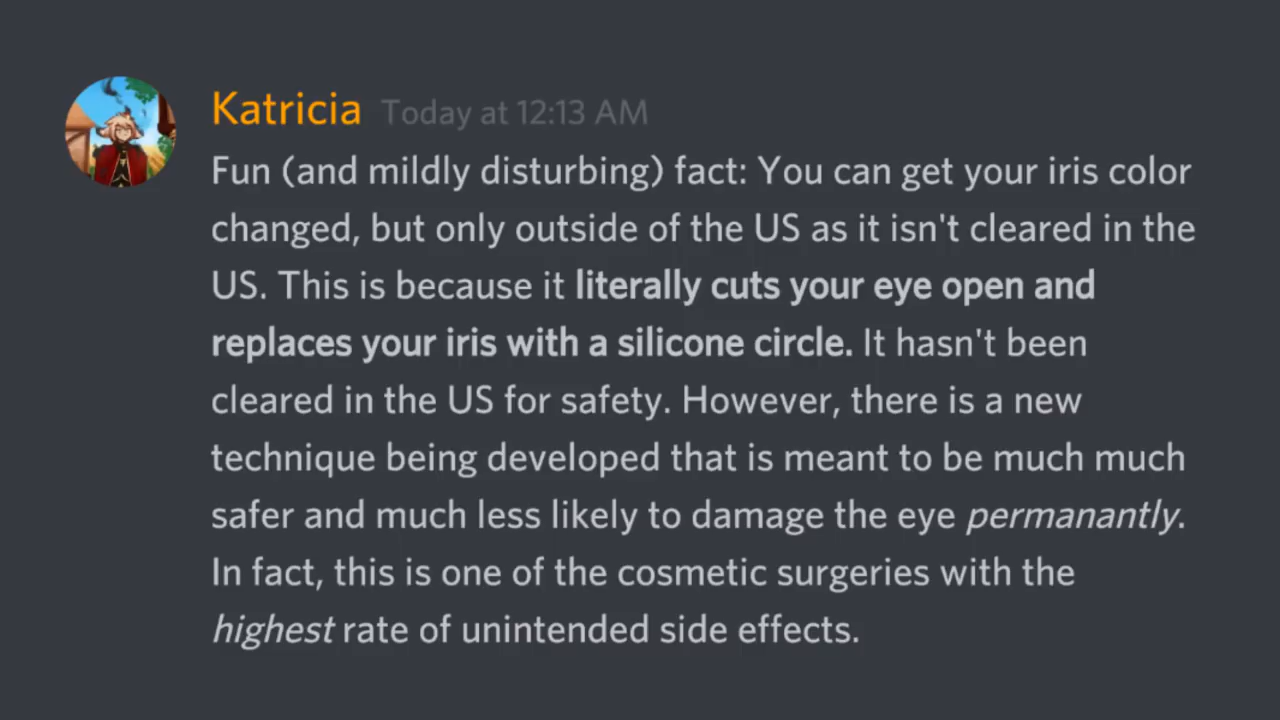 Katricia Today at 12:13 AM
Fun (and mildly disturbing) fact: You can get your iris color
changed, but only outside of the US as it isn't cleared in the
US. This is because it literally cuts your eye open and
replaces your iris with a silicone circle. It hasn't been
cleared in the US for safety. However, there is a new
technique being developed that is meant to be much much
safer and much less likely to damage the eye permanantly.
In fact, this is one of the cosmetic surgeries with the
highest rate of unintended side effects.